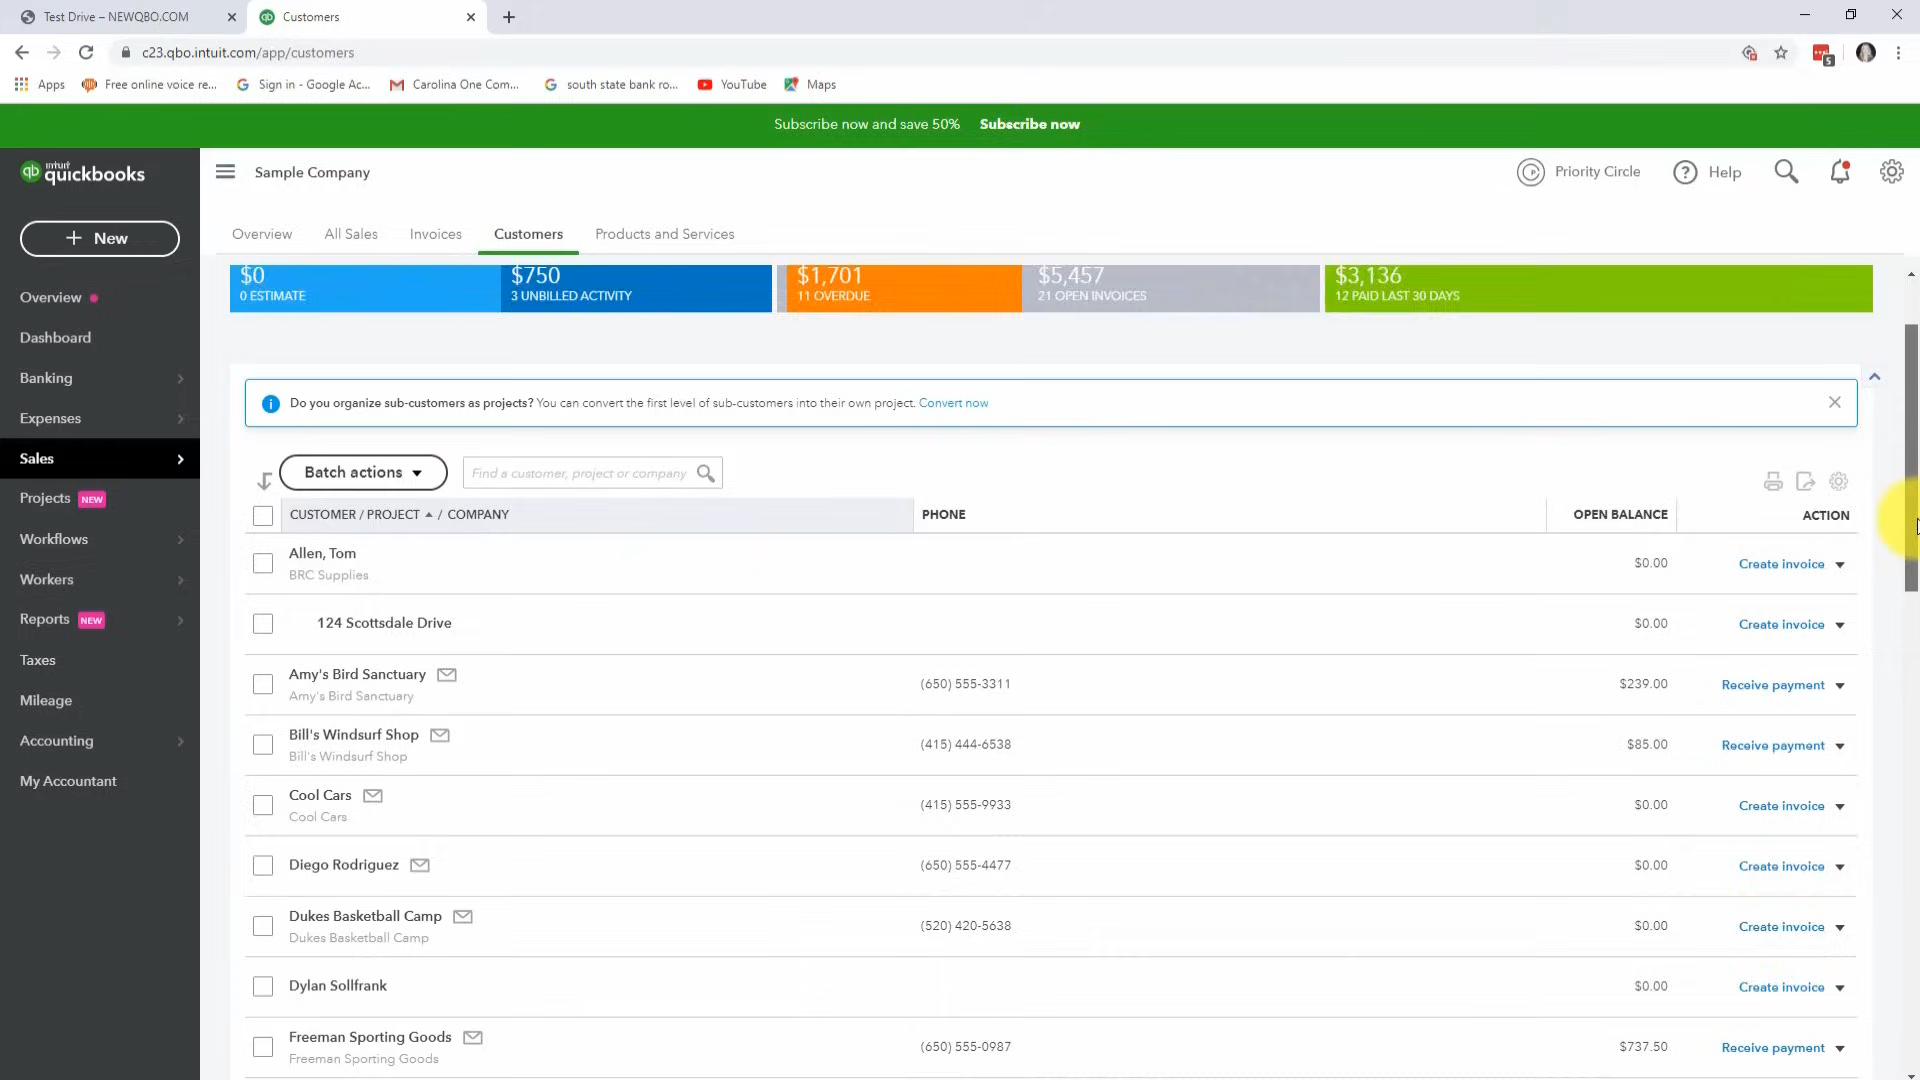 Test Drive – NEWQBO.COM
Customers
c23.qbo.intuit.com/app/customers
5
Apps
Free online voice re...
Sign in - Google Ac...
Carolina One Com...
south state bank ro...
YouTube
Maps
Subscribe now and save 50% Subscribe now
qb intuit quickbooks
Sample Company
Priority Circle
Help
+ New
Overview
All Sales
Invoices
Customers
Products and Services
Overview
Dashboard
Banking
Expenses
Sales
Projects NEW
Workflows
Workers
Reports NEW
Taxes
Mileage
Accounting
My Accountant
$0
0 ESTIMATE
$750
3 UNBILLED ACTIVITY
$1,701
11 OVERDUE
$5,457
21 OPEN INVOICES
$3,136
12 PAID LAST 30 DAYS
Do you organize sub-customers as projects? You can convert the first level of sub-customers into their own project. Convert now
Batch actions
Find a customer, project or company
CUSTOMER / PROJECT / COMPANY PHONE OPEN BALANCE ACTION
Allen, Tom
BRC Supplies
$0.00 Create invoice
124 Scottsdale Drive $0.00 Create invoice
Amy's Bird Sanctuary
Amy's Bird Sanctuary
(650) 555-3311 $239.00 Receive payment
Bill's Windsurf Shop
Bill's Windsurf Shop
(415) 444-6538 $85.00 Receive payment
Cool Cars
Cool Cars
(415) 555-9933 $0.00 Create invoice
Diego Rodriguez (650) 555-4477 $0.00 Create invoice
Dukes Basketball Camp
Dukes Basketball Camp
(520) 420-5638 $0.00 Create invoice
Dylan Sollfrank $0.00 Create invoice
Freeman Sporting Goods
Freeman Sporting Goods
(650) 555-0987 $737.50 Receive payment